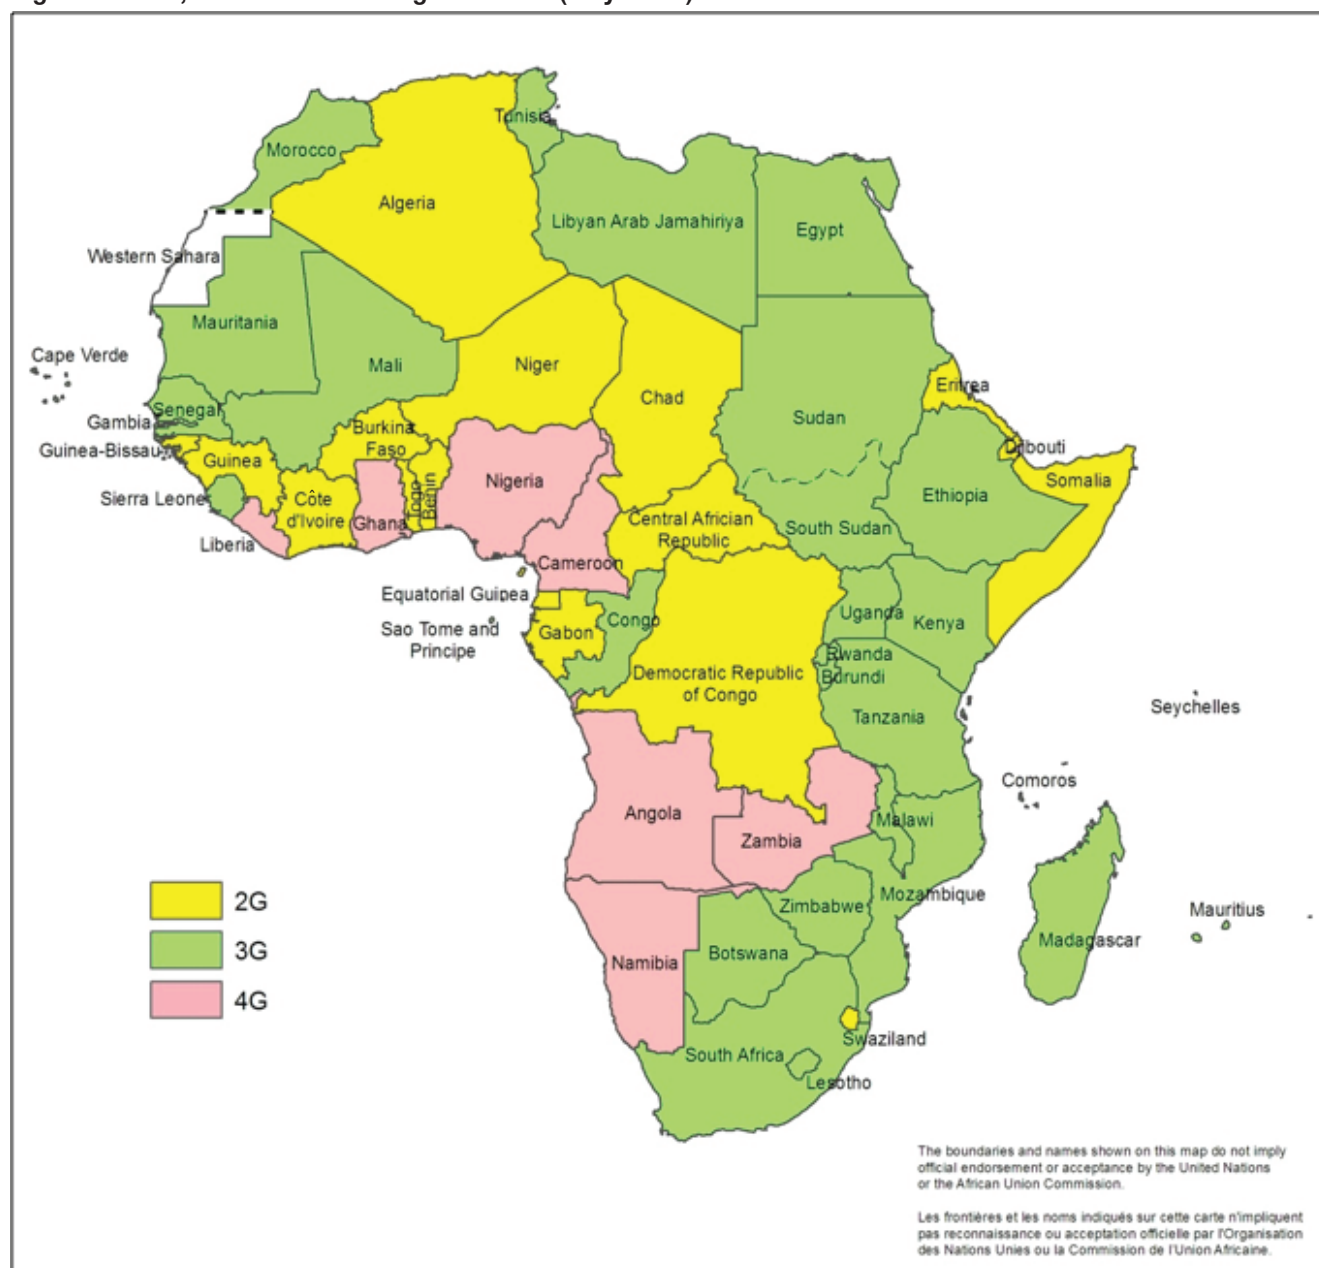 Morocco
Tunisia
Algeria
Libyan Arab Jamahiriya
Egypt
Western Sahara
Mauritania
Mali
Niger
Chad
Sudan
Eritrea
Cape Verde
Senegal
Gambia
Guinea-Bissau
Guinea
Burkina
Faso
Djibouti
Somalia
Sierra Leone
Côte
d'Ivoire
Ghana
Togo
Benin
Nigeria
Ethiopia
Central African
Republic
South Sudan
Liberia
Cameroon
Equatorial Guinea
Sao Tome and
Principe
Gabon
Congo
Uganda
Kenya
Rwanda
Burundi
Democratic Republic
of Congo
Tanzania
Seychelles
Comoros
Angola
Zambia
Malawi
Mozambique
Zimbabwe
Mauritius
Madagascar
Botswana
Namibia
Swaziland
South Africa
Lesotho
2G
3G
4G
The boundaries and names shown on this map do not imply
official endorsement or acceptance by the United Nations
or the African Union Commission.
Les frontières et les noms indiqués sur cette carte n'impliquent
pas reconnaissance ou acceptation officielle par l'Organisation
des Nations Unies ou la Commission de l'Union Africaine.